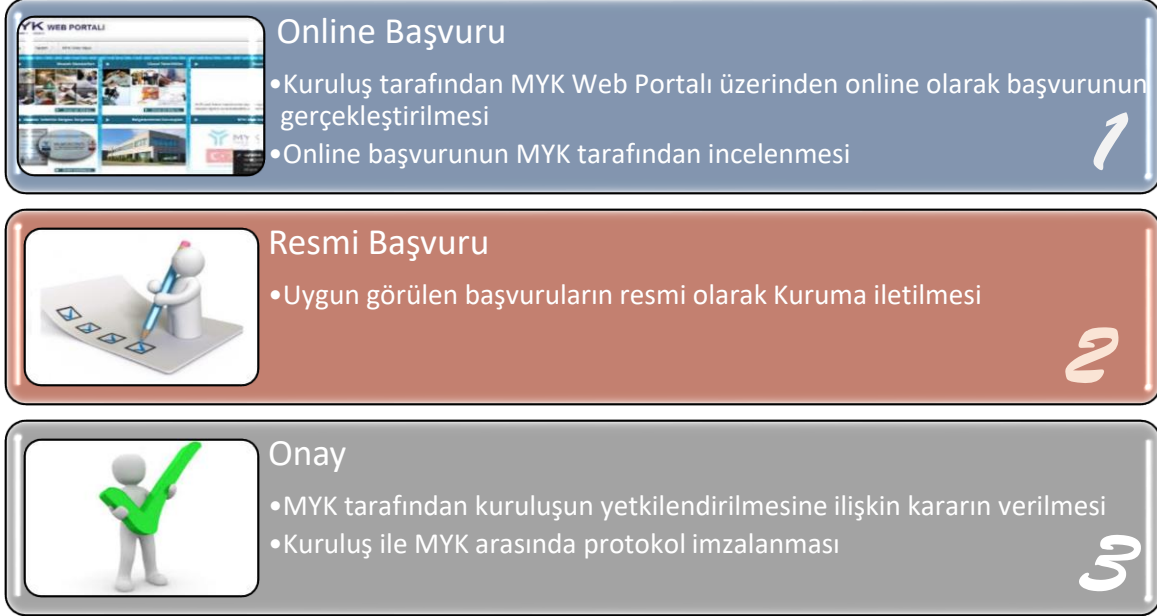 YK WEB PORTALI
Online Başvuru
•Kuruluş tarafından MYK Web Portalı üzerinden online olarak başvurunun
gerçekleştirilmesi
•Online başvurunun MYK tarafından incelenmesi
1
Resmi Başvuru
•Uygun görülen başvuruların resmi olarak Kuruma iletilmesi
2
Onay
•MYK tarafından kuruluşun yetkilendirilmesine ilişkin kararın verilmesi
•Kuruluş ile MYK arasında protokol imzalanması
3